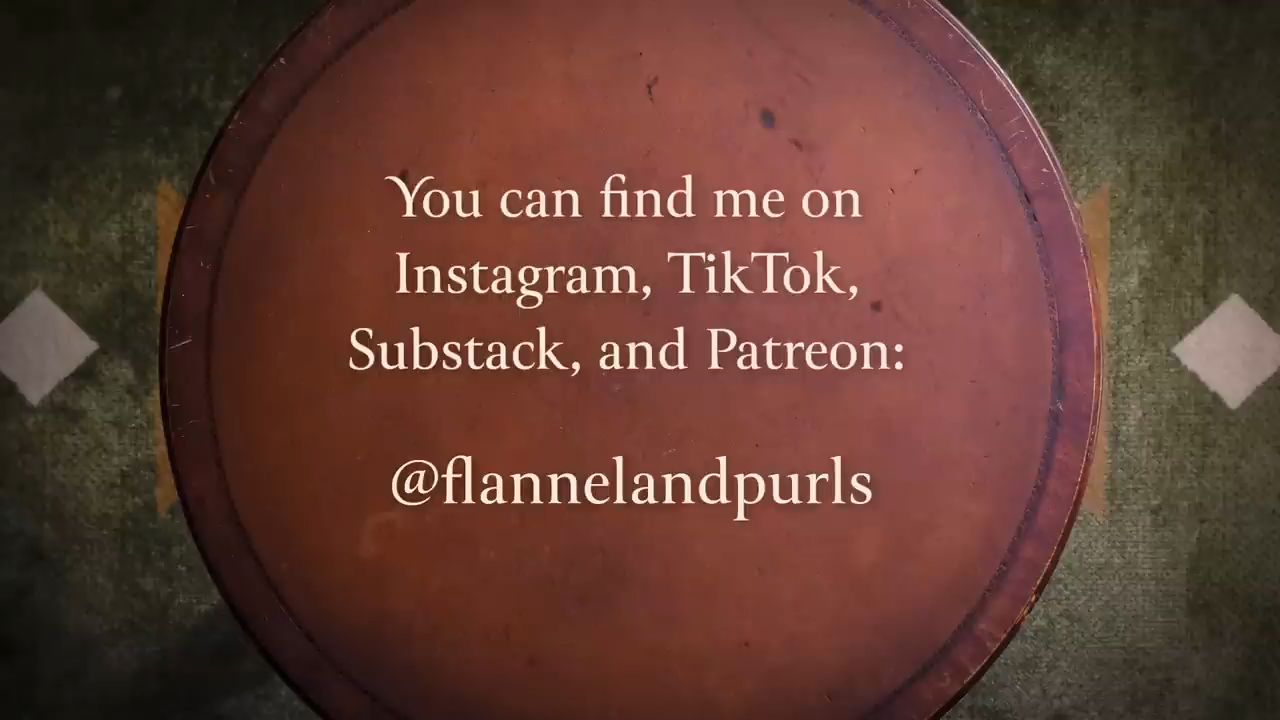 You can find me on
Instagram, TikTok,
Substack, and Patreon:
@flannelandpurls